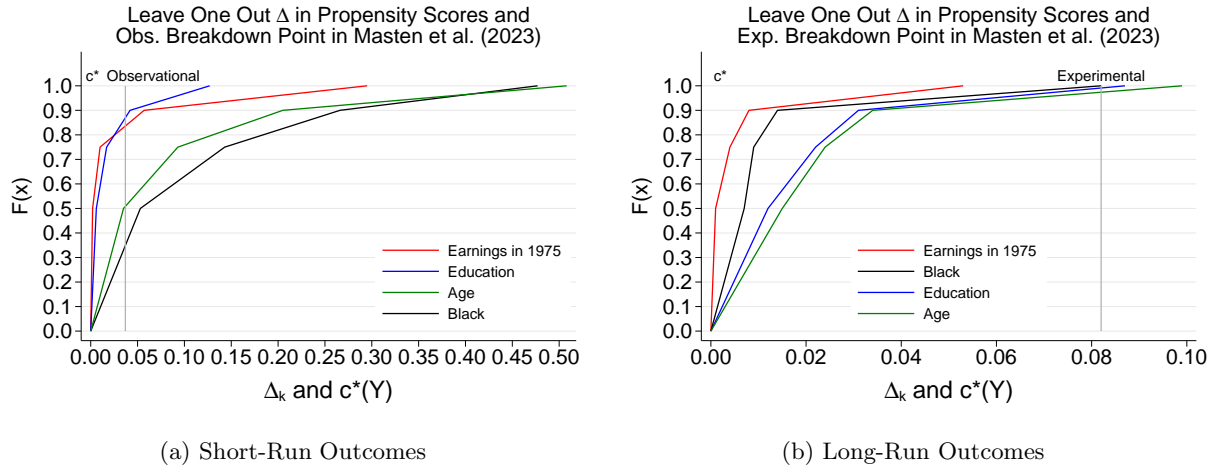 Leave One Out Δ in Propensity Scores and
Obs. Breakdown Point in Masten et al. (2023)
c* Observational
1.0
0.9
0.8
0.7
0.6
0.5
0.4
0.3
0.2
0.1
0.0
F(x)
Earnings in 1975
Education
Age
Black
0.00 0.05 0.10 0.15 0.20 0.25 0.30 0.35 0.40 0.45 0.50
Δk and c*(Y)
(a) Short-Run Outcomes
Leave One Out Δ in Propensity Scores and
Exp. Breakdown Point in Masten et al. (2023)
c* Experimental
1.0
0.9
0.8
0.7
0.6
0.5
0.4
0.3
0.2
0.1
0.0
F(x)
Earnings in 1975
Black
Education
Age
0.00 0.02 0.04 0.06 0.08 0.10
Δk and c*(Y)
(b) Long-Run Outcomes